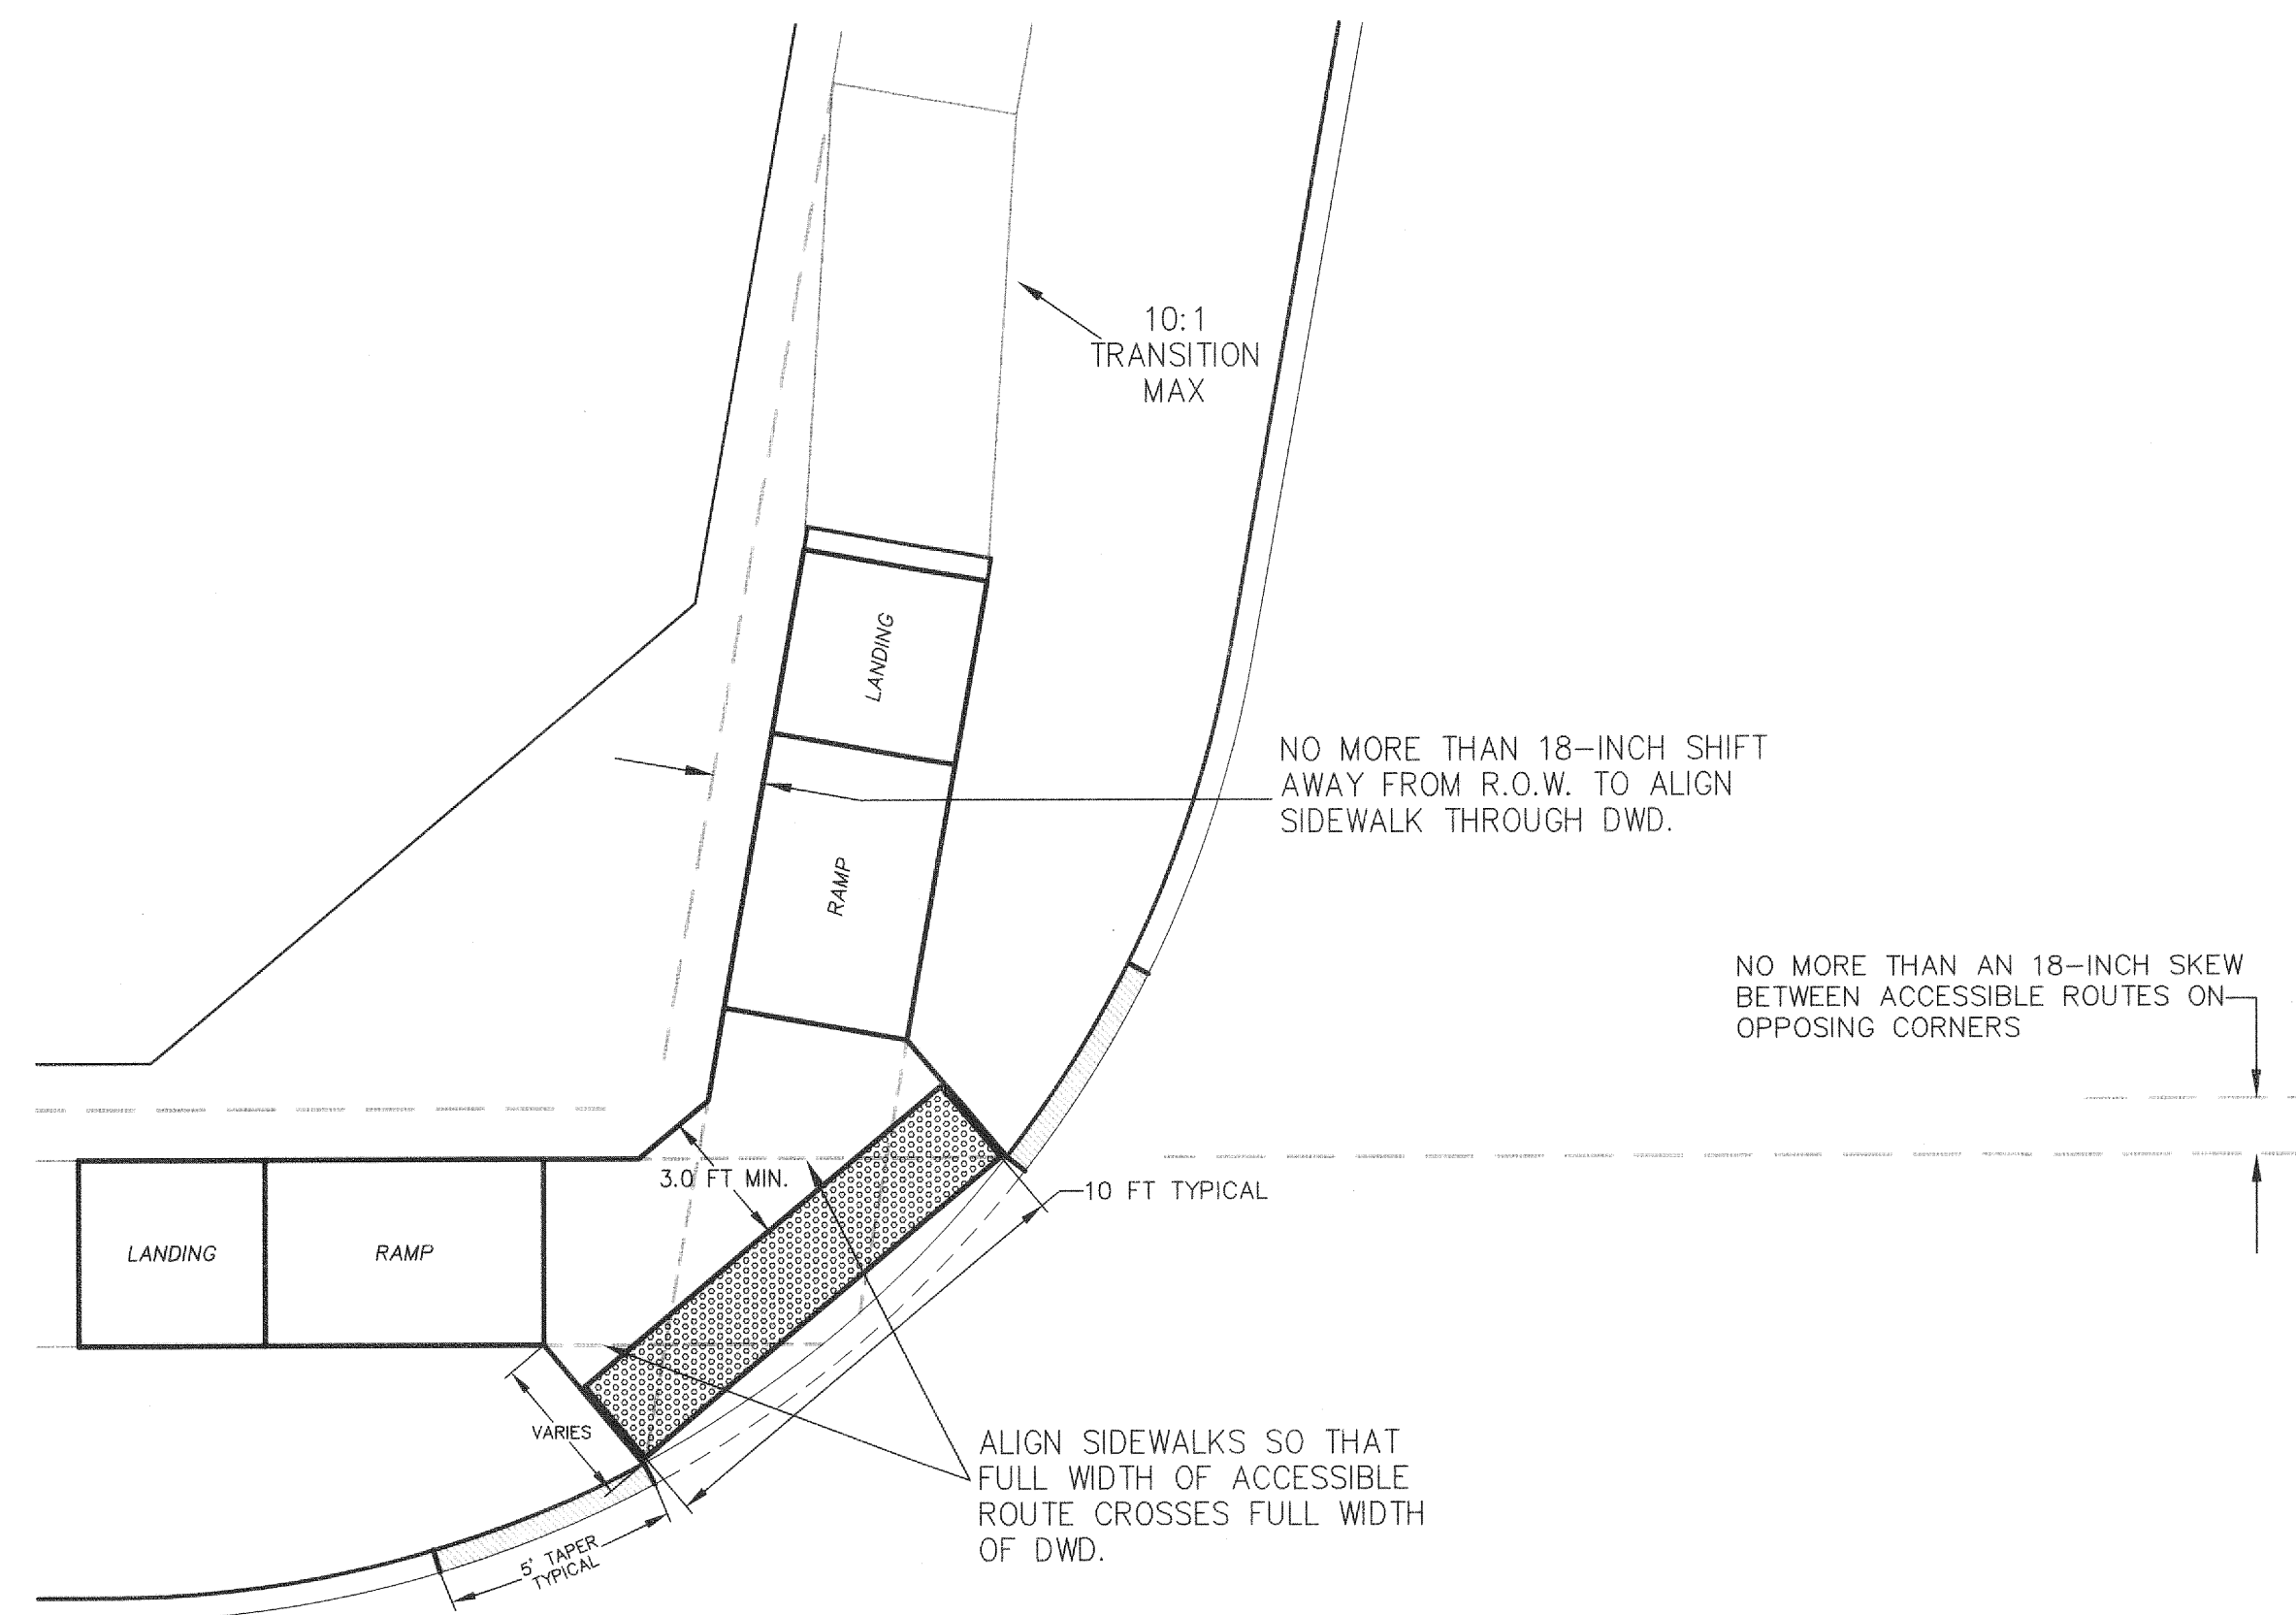 10:1
TRANSITION
MAX
LANDING
NO MORE THAN 18-INCH SHIFT
AWAY FROM R.O.W. TO ALIGN
SIDEWALK THROUGH DWD.
RAMP
NO MORE THAN AN 18-INCH SKEW
BETWEEN ACCESSIBLE ROUTES ON
OPPOSING CORNERS
3.0 FT MIN.
10 FT TYPICAL
LANDING
RAMP
VARIES
ALIGN SIDEWALKS SO THAT
FULL WIDTH OF ACCESSIBLE
ROUTE CROSSES FULL WIDTH
OF DWD.
5' TAPER
TYPICAL